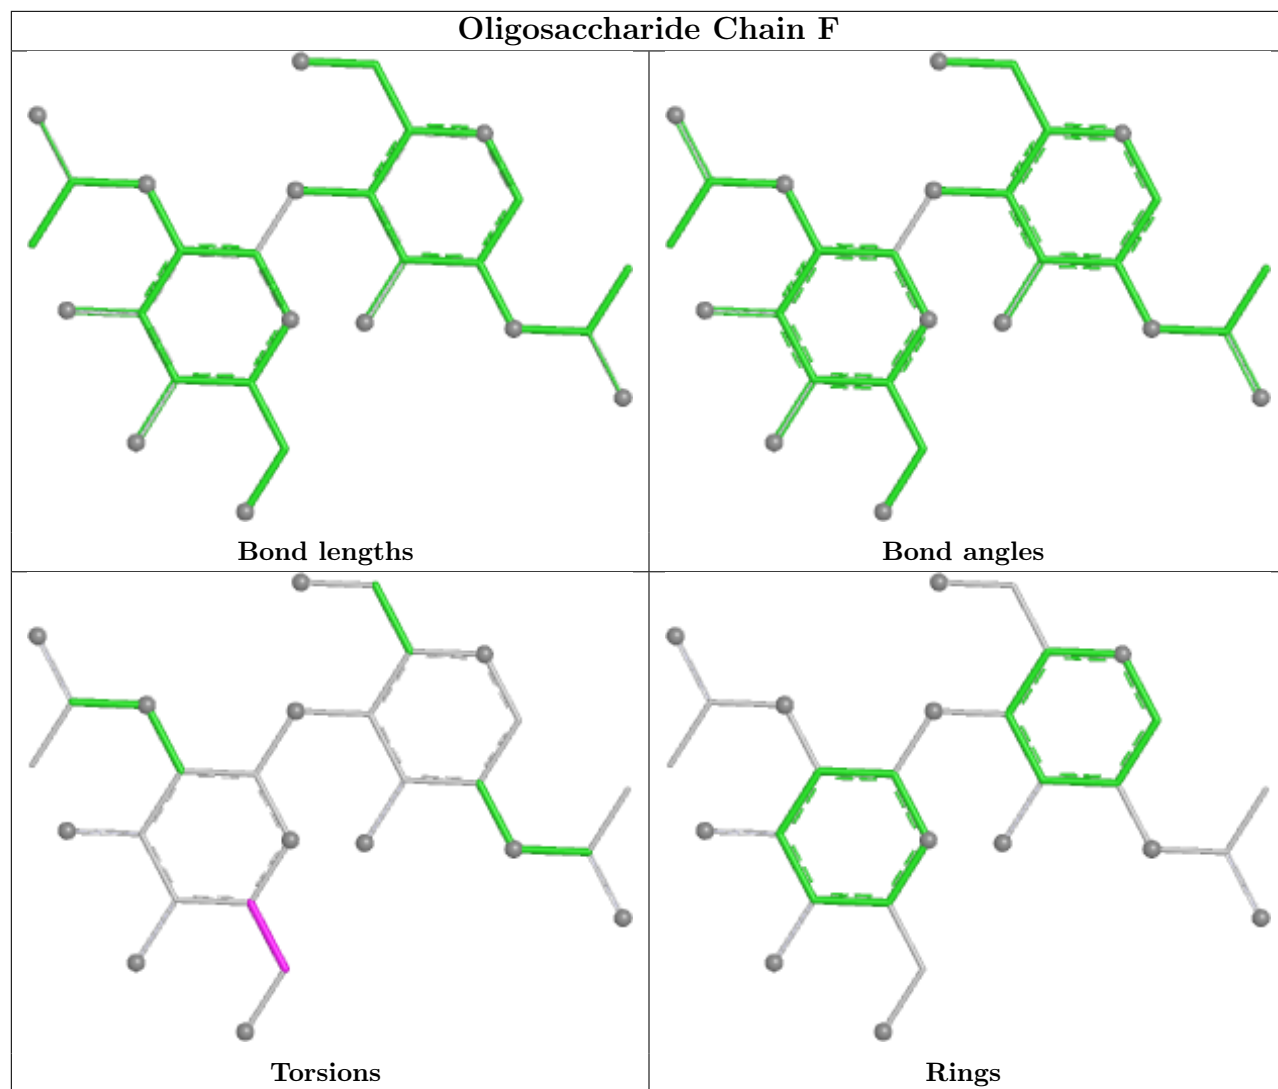 Oligosaccharide Chain F
Bond lengths
Bond angles
Torsions
Rings